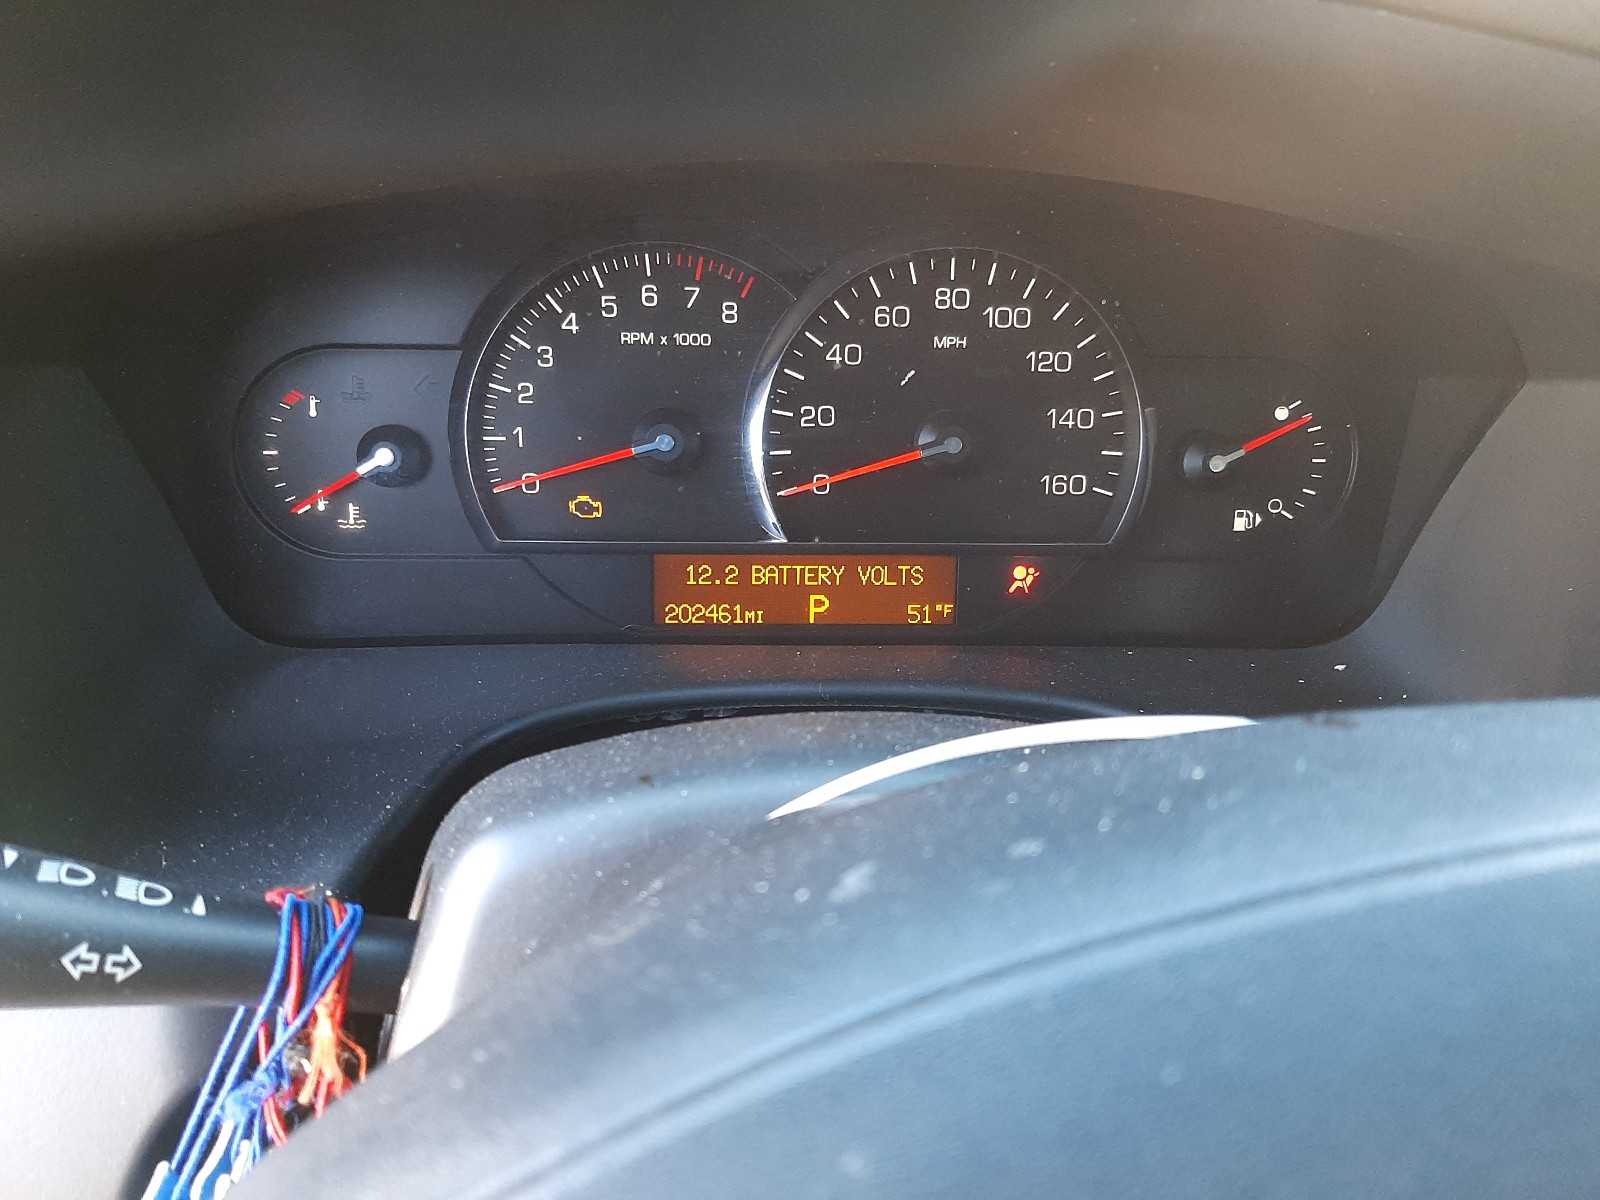 0 1 2 3 4 5 6 7 8
RPM x 1000
0 20 40 60 80 100 120 140 160
MPH
12.2 BATTERY VOLTS
202461MI P 51°F